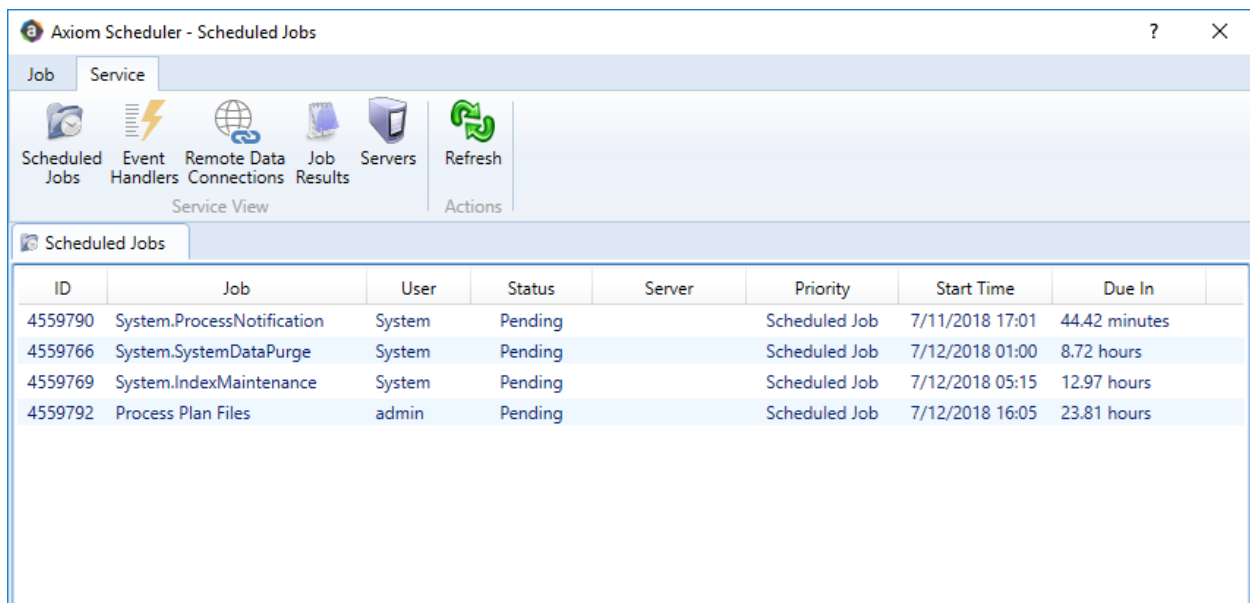 Axiom Scheduler - Scheduled Jobs ?
Job Service
Scheduled Jobs
Event Handlers
Remote Data Connections
Job Results
Servers
Refresh
Service View Actions
Scheduled Jobs
ID Job User Status Server Priority Start Time Due In
4559790 System.ProcessNotification System Pending Scheduled Job 7/11/2018 17:01 44.42 minutes
4559766 System.SystemDataPurge System Pending Scheduled Job 7/12/2018 01:00 8.72 hours
4559769 System.IndexMaintenance System Pending Scheduled Job 7/12/2018 05:15 12.97 hours
4559792 Process Plan Files admin Pending Scheduled Job 7/12/2018 16:05 23.81 hours